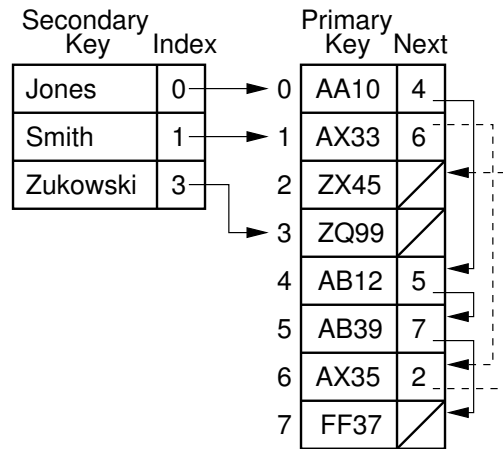 Secondary Key Index
Jones 0
Smith 1
Zukowski 3
Primary Key Next
0 AA10 4
1 AX33 6
2 ZX45
3 ZQ99
4 AB12 5
5 AB39 7
6 AX35 2
7 FF37